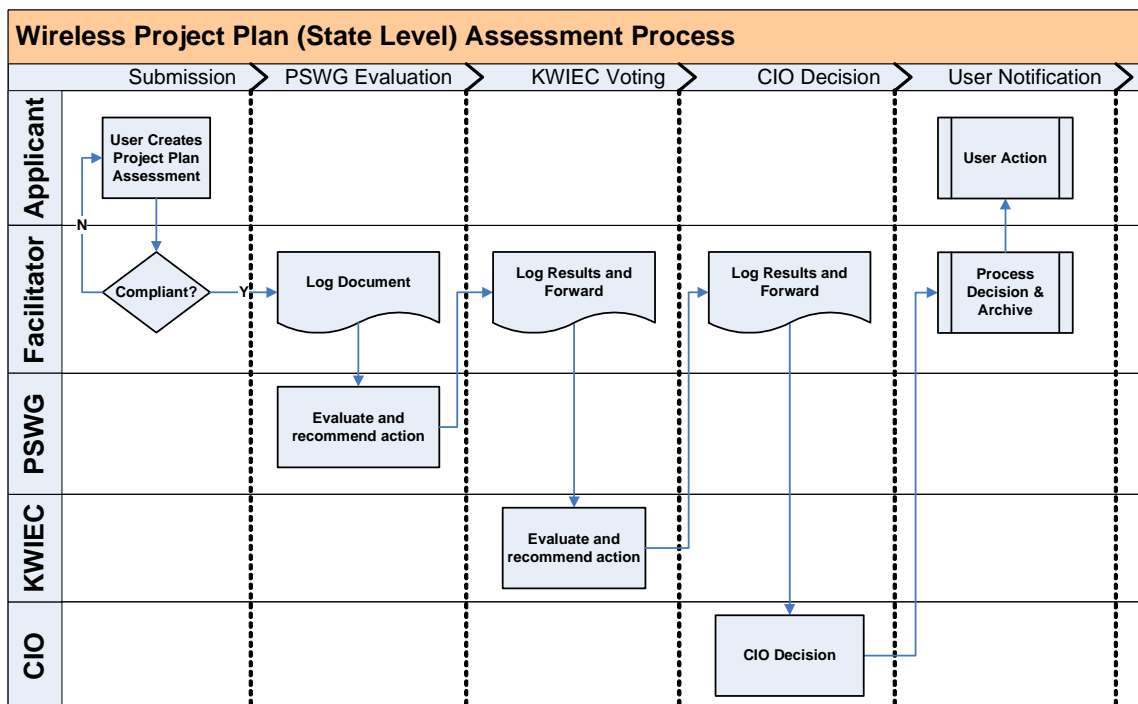 Wireless Project Plan (State Level) Assessment Process
Submission
PSWG Evaluation
KWIEC Voting
CIO Decision
User Notification
Applicant
User Creates
Project Plan
Assessment
User Action
N
Facilitator
Compliant?
Y
Log Document
Log Results and
Forward
Log Results and
Forward
Process
Decision &
Archive
PSWG
Evaluate and
recommend action
KWIEC
Evaluate and
recommend action
CIO
CIO Decision